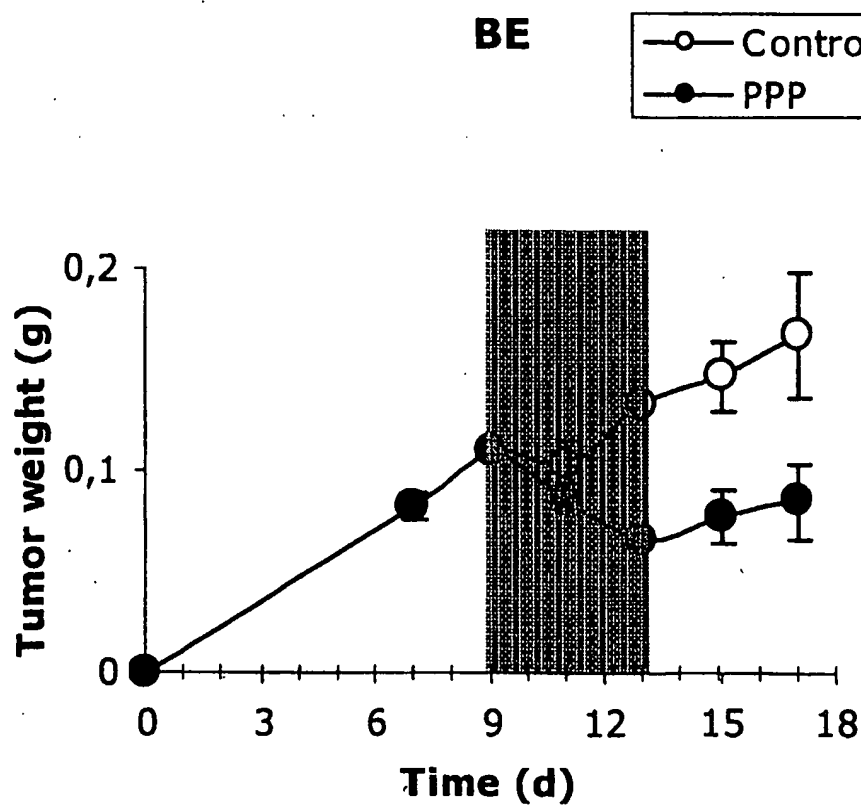 BE
Contro
PPP
Tumor weight (g)
0,2
0,1
0
0 3 6 9 12 15 18
Time (d)